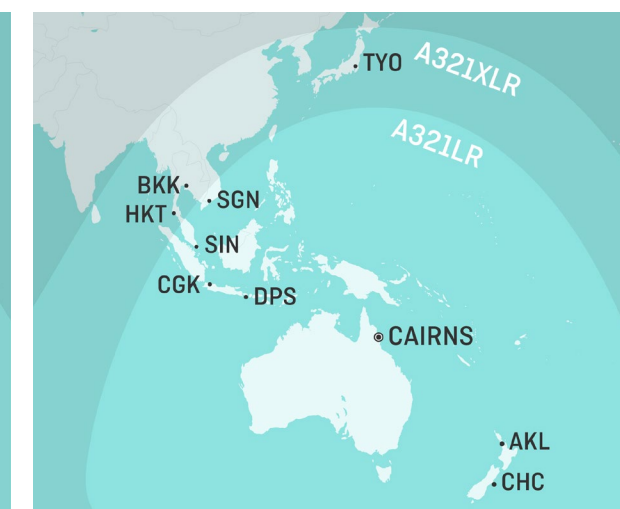 TYO
A321XLR
A321LR
BKK
SGN
HKT
SIN
CGK
DPS
CAIRNS
AKL
CHC